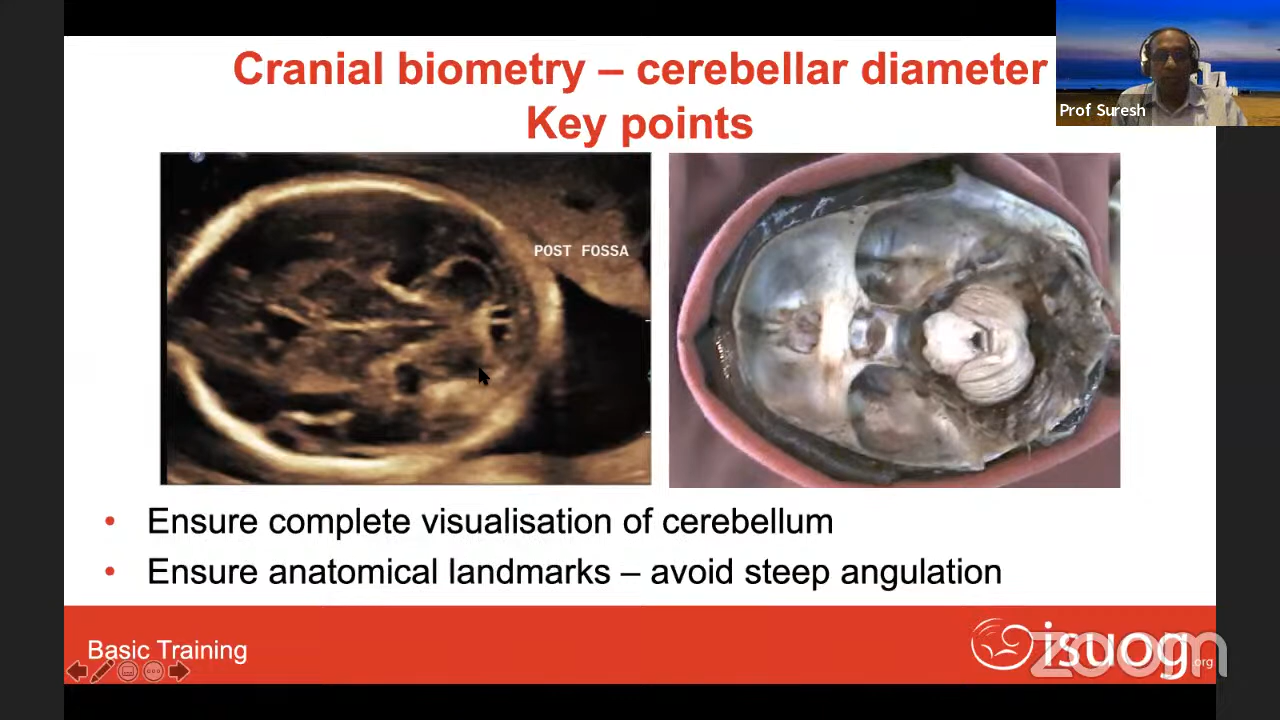 Cranial biometry – cerebellar diameter
Key points
Prof Suresh
POST FOSSA
• Ensure complete visualisation of cerebellum
• Ensure anatomical landmarks – avoid steep angulation
Basic Training
isuog.org
zoom